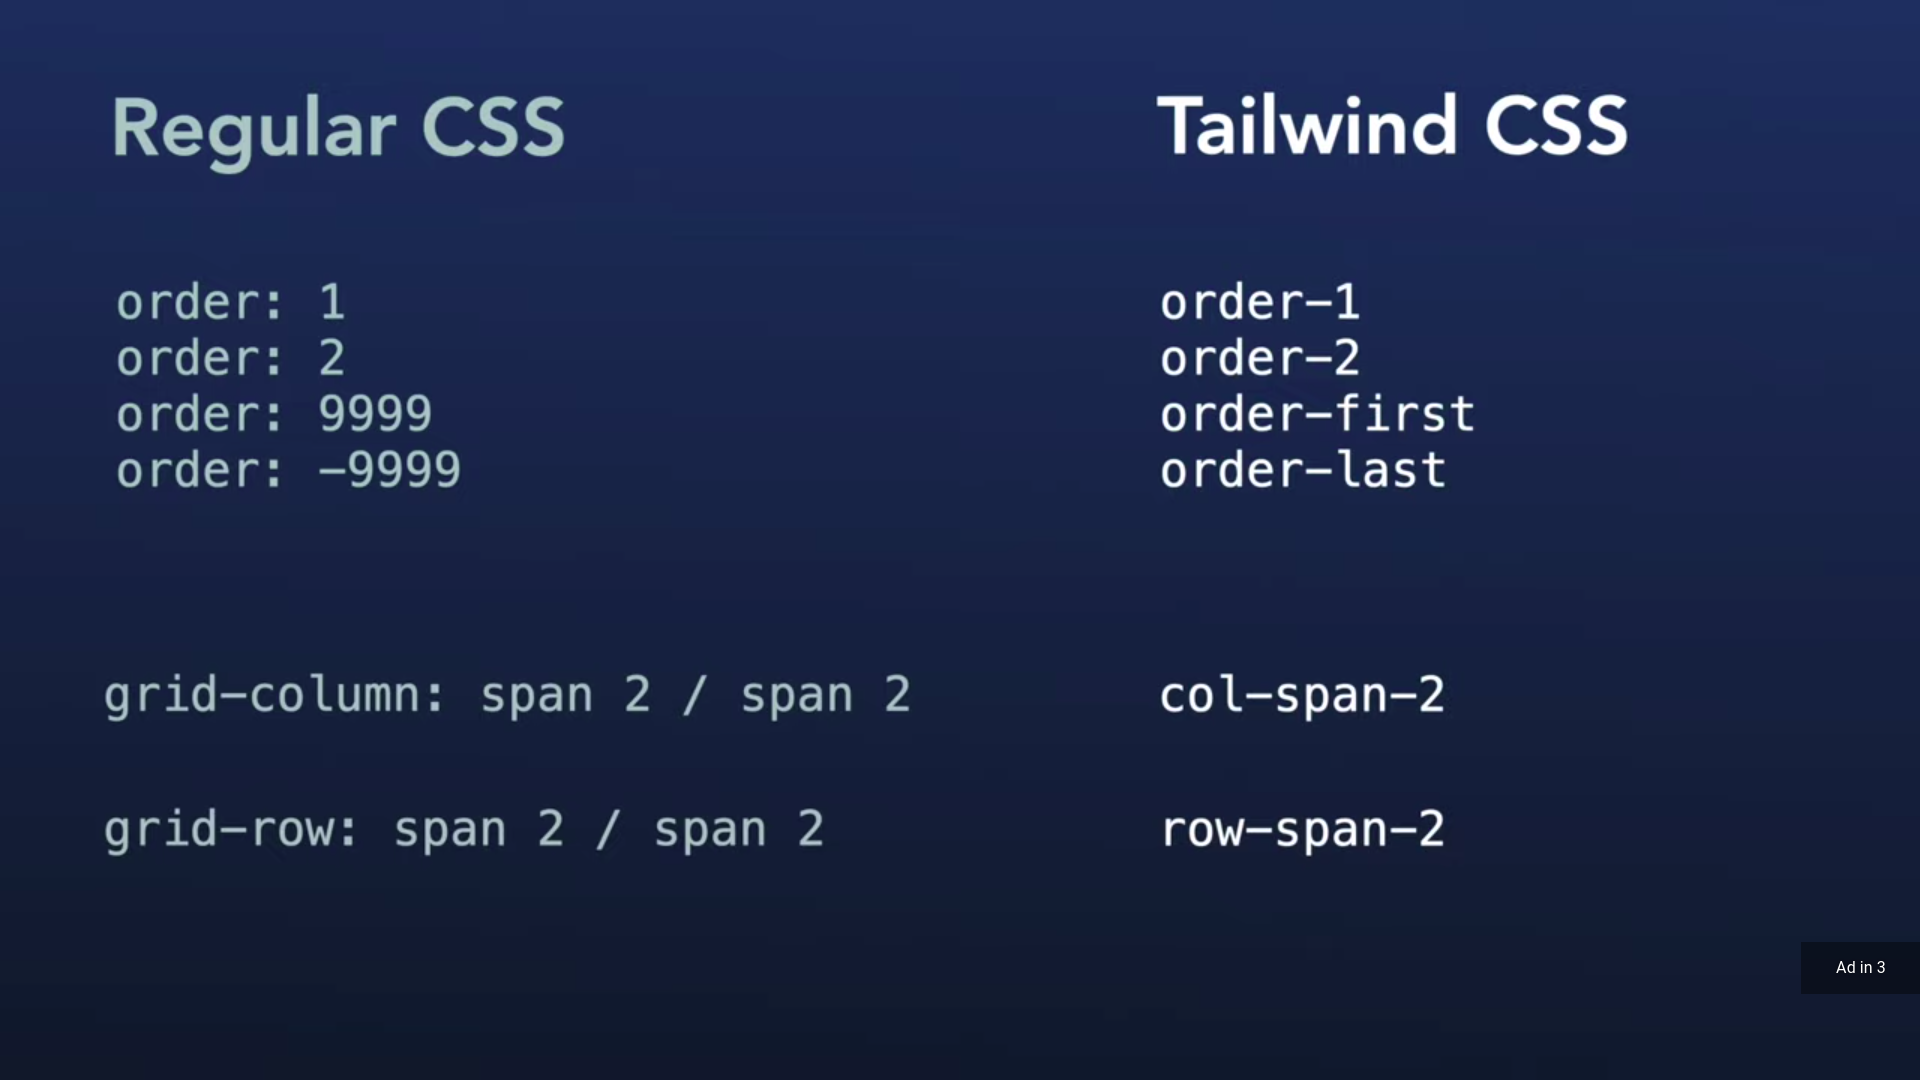 Regular CSS
Tailwind CSS
order: 1
order-1
order: 2
order-2
order: 9999
order-first
order: -9999
order-last
grid-column: span 2 / span 2
col-span-2
grid-row: span 2 / span 2
row-span-2
Ad in 3